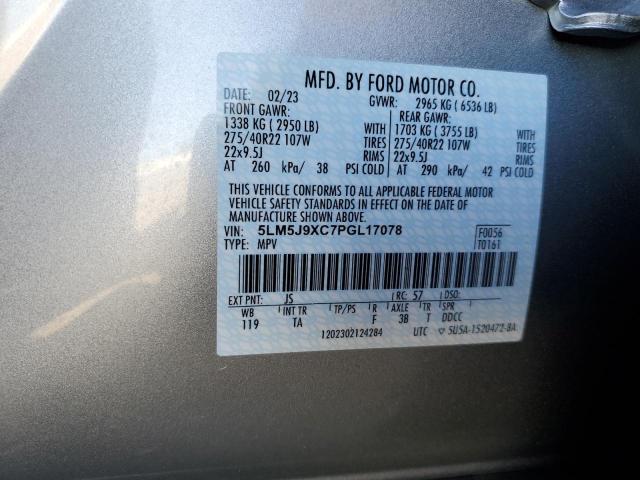 MFD. BY FORD MOTOR CO.
DATE: 02/23 GVWR: 2965 KG ( 6536 LB)
FRONT GAWR: REAR GAWR:
1338 KG ( 2950 LB) WITH 1703 KG ( 3755 LB) WITH
275/40R22 107W TIRES 275/40R22 107W TIRES
22x9.5J RIMS 22x9.5J RIMS
AT 260 kPa/ 38 PSI COLD AT 290 kPa/ 42 PSI COLD
THIS VEHICLE CONFORMS TO ALL APPLICABLE FEDERAL MOTOR
VEHICLE SAFETY STANDARDS IN EFFECT ON THE DATE OF
MANUFACTURE SHOWN ABOVE.
VIN: 5LM5J9XC7PGL17078 F0056
TYPE: MPV T0161
EXT PNT: JS RC: 57 DSO:
WB INT TR TP/PS R AXLE TR SPR
119 TA F 3B T DDCC
1202302124284 UTC ▽ 5U5A-1520472-BA